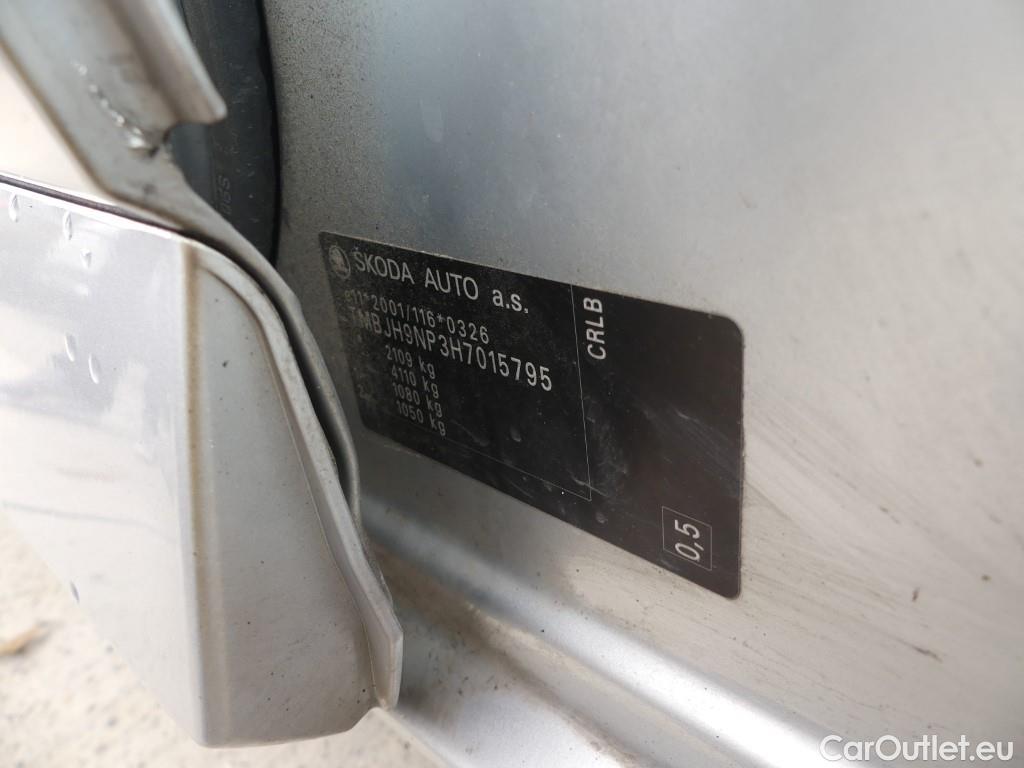 ŠKODA AUTO a.s.
e11*2001/116*0326
TMBJH9NP3H7015795
2109 kg
4110 kg
1080 kg
1050 kg
CRLB
0,5
CarOutlet.eu